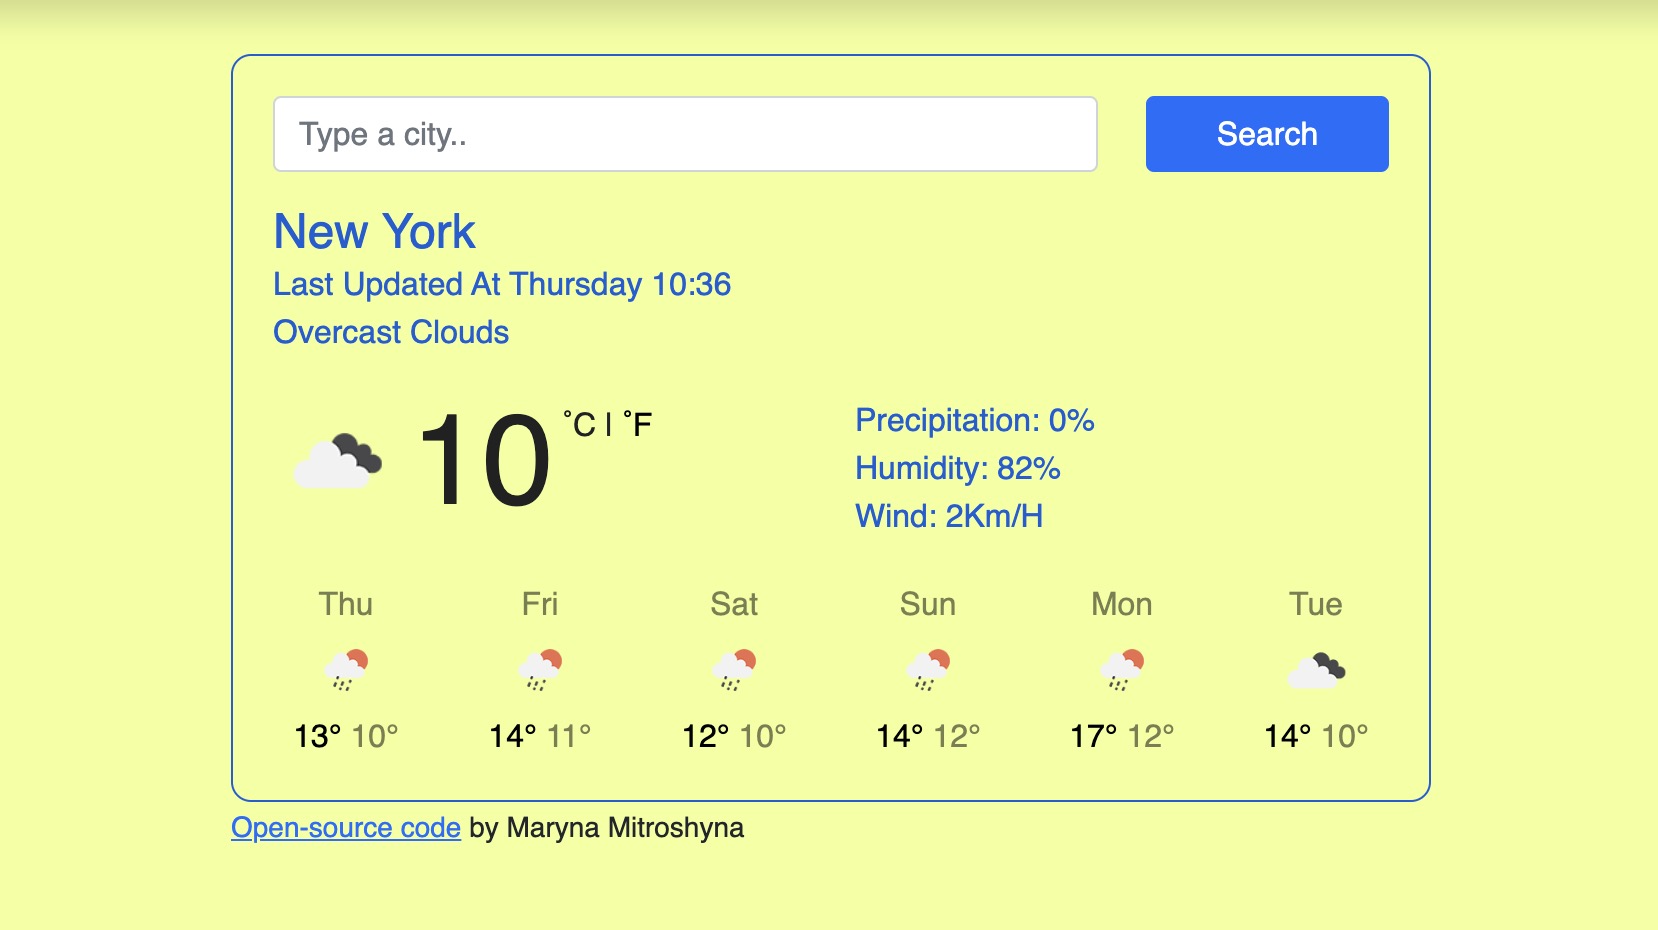 Type a city..
Search
New York
Last Updated At Thursday 10:36
Overcast Clouds
10 °C | °F
Precipitation: 0%
Humidity: 82%
Wind: 2Km/H
Thu Fri Sat Sun Mon Tue
13° 10° 14° 11° 12° 10° 14° 12° 17° 12° 14° 10°
Open-source code by Maryna Mitroshyna